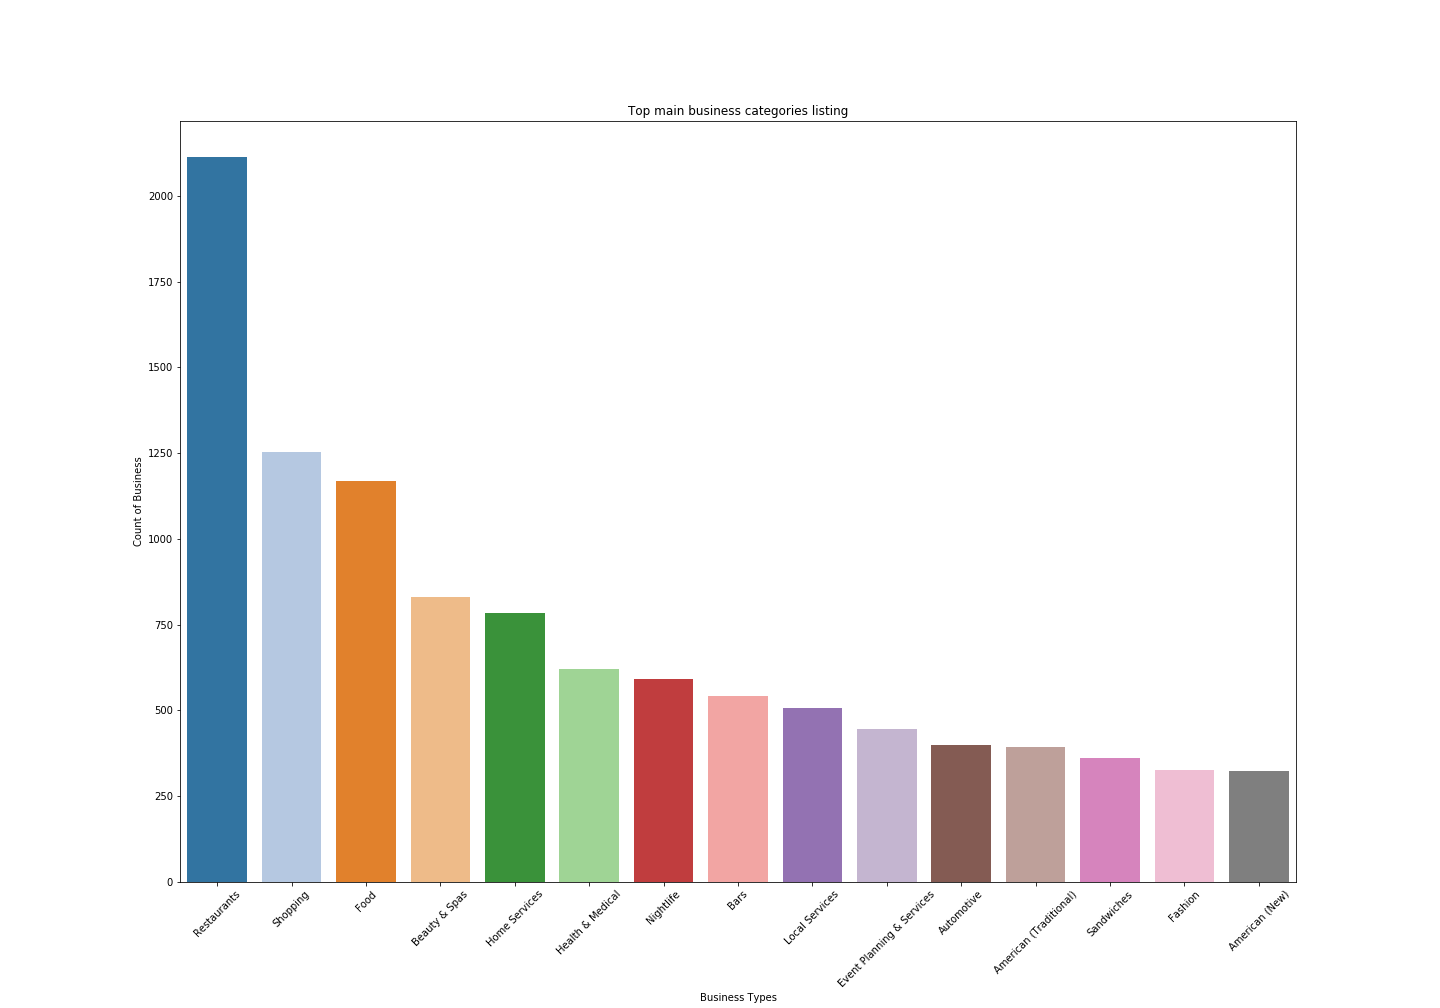 Top main business categories listing
2000
1750
1500
1250
1000
750
500
250
0
Count of Business
Restaurants
Shopping
Food
Beauty & Spas
Home Services
Health & Medical
Nightlife
Bars
Local Services
Event Planning & Services
Automotive
American (Traditional)
Sandwiches
Fashion
American (New)
Business Types